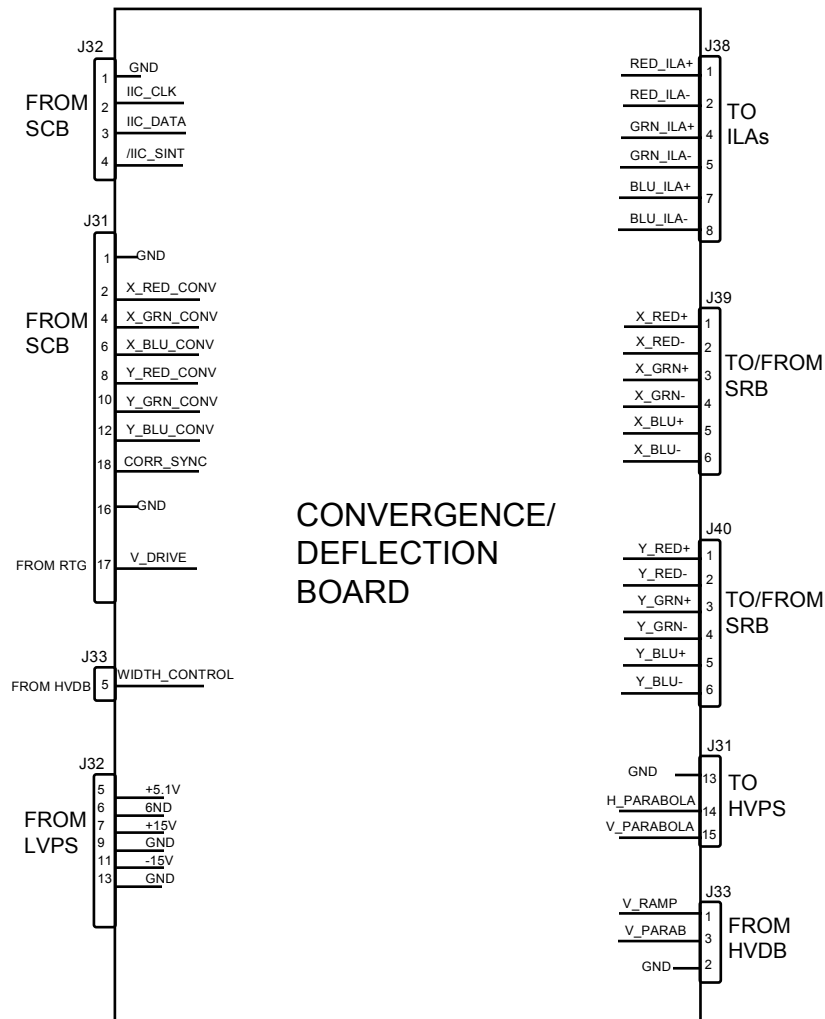 J32
FROM
SCB
1 GND
2 IIC_CLK
3 IIC_DATA
4 /IIC_SINT
J31
FROM
SCB
1 GND
2 X_RED_CONV
4 X_GRN_CONV
6 X_BLU_CONV
8 Y_RED_CONV
10 Y_GRN_CONV
12 Y_BLU_CONV
18 CORR_SYNC
16 GND
FROM RTG 17 V_DRIVE
J33
FROM HVDB 5 WIDTH_CONTROL
J32
FROM
LVPS
5 +5.1V
6 6ND
7 +15V
9 GND
11 -15V
13 GND
CONVERGENCE/
DEFLECTION
BOARD
J38
RED_ILA+ 1
RED_ILA- 2
GRN_ILA+ 4
GRN_ILA- 5
BLU_ILA+ 7
BLU_ILA- 8
TO
ILAs
J39
X_RED+ 1
X_RED- 2
X_GRN+ 3
X_GRN- 4
X_BLU+ 5
X_BLU- 6
TO/FROM
SRB
J40
Y_RED+ 1
Y_RED- 2
Y_GRN+ 3
Y_GRN- 4
Y_BLU+ 5
Y_BLU- 6
TO/FROM
SRB
J31
GND 13
H_PARABOLA 14
V_PARABOLA 15
TO
HVPS
J33
V_RAMP 1
V_PARAB 3
GND 2
FROM
HVDB